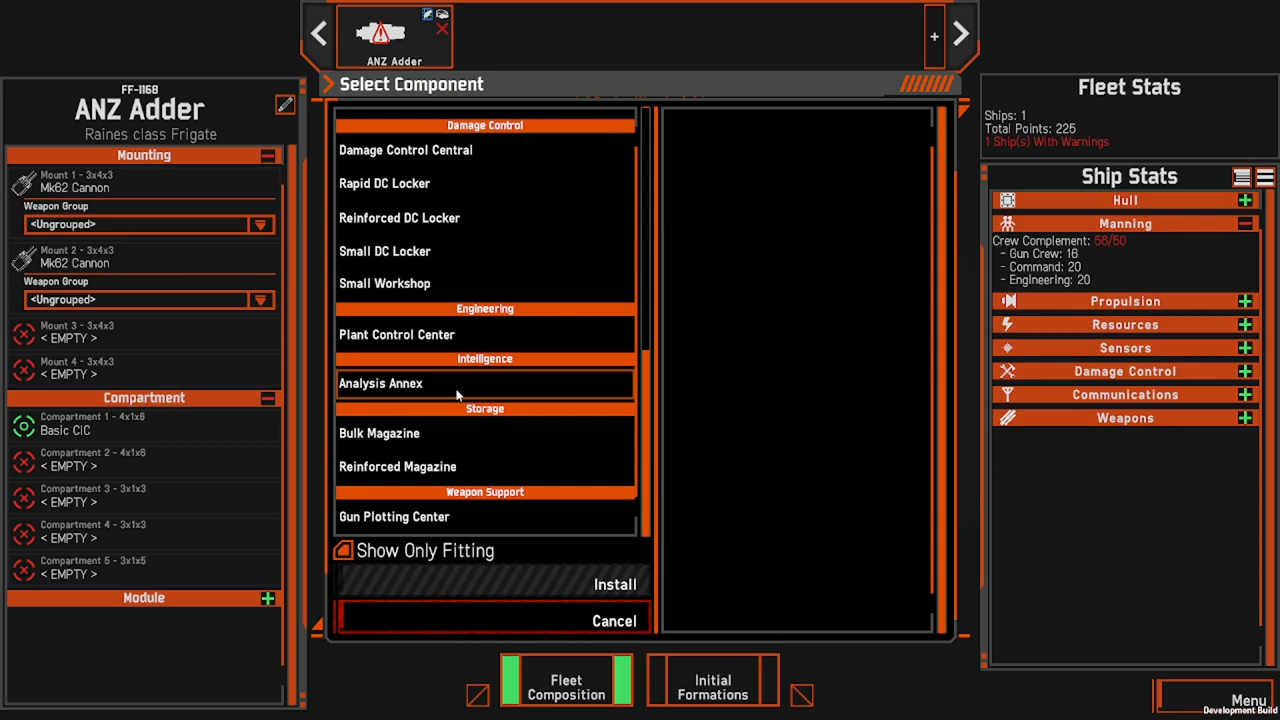 ANZ Adder
Select Component
FF-1168
ANZ Adder
Raines class Frigate
Mounting
Mount 1 - 3x4x3
Mk62 Cannon
Weapon Group
<Ungrouped>
Mount 2 - 3x4x3
Mk62 Cannon
Weapon Group
<Ungrouped>
Mount 3 - 3x4x3
< EMPTY >
Mount 4 - 3x4x3
< EMPTY >
Compartment
Compartment 1 - 4x1x6
Basic CIC
Compartment 2 - 4x1x6
< EMPTY >
Compartment 3 - 3x1x3
< EMPTY >
Compartment 4 - 3x1x3
< EMPTY >
Compartment 5 - 3x1x5
< EMPTY >
Module
Damage Control
Damage Control Central
Rapid DC Locker
Reinforced DC Locker
Small DC Locker
Small Workshop
Engineering
Plant Control Center
Intelligence
Analysis Annex
Storage
Bulk Magazine
Reinforced Magazine
Weapon Support
Gun Plotting Center
Show Only Fitting
Install
Cancel
Fleet Composition
Initial Formations
Fleet Stats
Ships: 1
Total Points: 225
1 Ship(s) With Warnings
Ship Stats
Hull
Manning
Crew Complement: 56/50
- Gun Crew: 16
- Command: 20
- Engineering: 20
Propulsion
Resources
Sensors
Damage Control
Communications
Weapons
Menu
Development Build